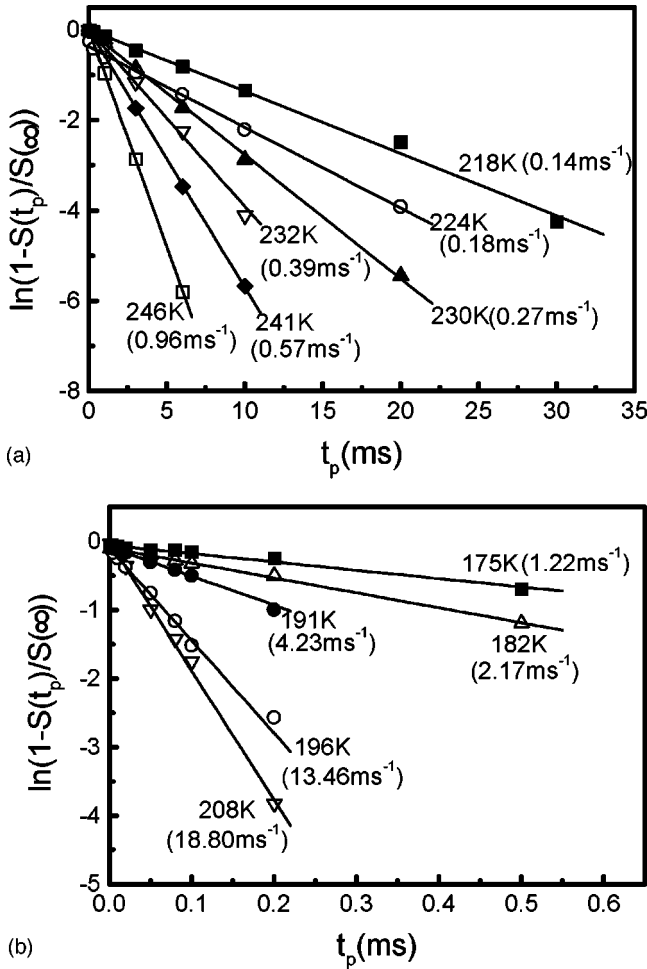 0
-2
-4
-6
-8
ln(1-S(t_p)/S(∞))
218K (0.14ms⁻¹)
224K
(0.18ms⁻¹)
232K
(0.39ms⁻¹)
230K (0.27ms⁻¹)
246K
(0.96ms⁻¹)
241K
(0.57ms⁻¹)
0 5 10 15 20 25 30 35
(a)
t_p(ms)
0
-1
-2
-3
-4
-5
ln(1-S(t_p)/S(∞))
175K (1.22ms⁻¹)
191K
(4.23ms⁻¹)
182K
(2.17ms⁻¹)
196K
(13.46ms⁻¹)
208K
(18.80ms⁻¹)
0.0 0.1 0.2 0.3 0.4 0.5 0.6
(b)
t_p(ms)